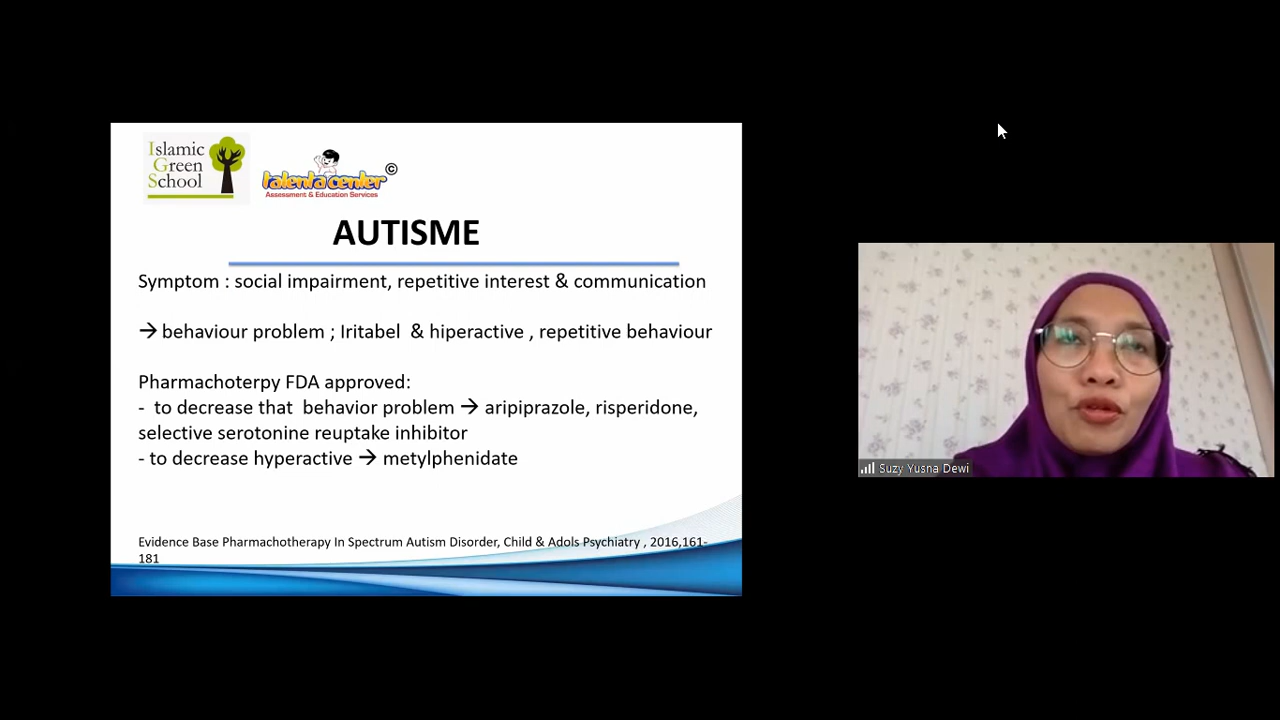 Islamic
Green
School
talenta center ©
Assessment & Education Services
AUTISME
Symptom : social impairment, repetitive interest & communication
→ behaviour problem ; Iritabel & hiperactive , repetitive behaviour
Pharmachoterpy FDA approved:
- to decrease that behavior problem → aripiprazole, risperidone,
selective serotonine reuptake inhibitor
- to decrease hyperactive → metylphenidate
Evidence Base Pharmachotherapy In Spectrum Autism Disorder, Child & Adols Psychiatry , 2016,161-
181
Suzy Yusna Dewi